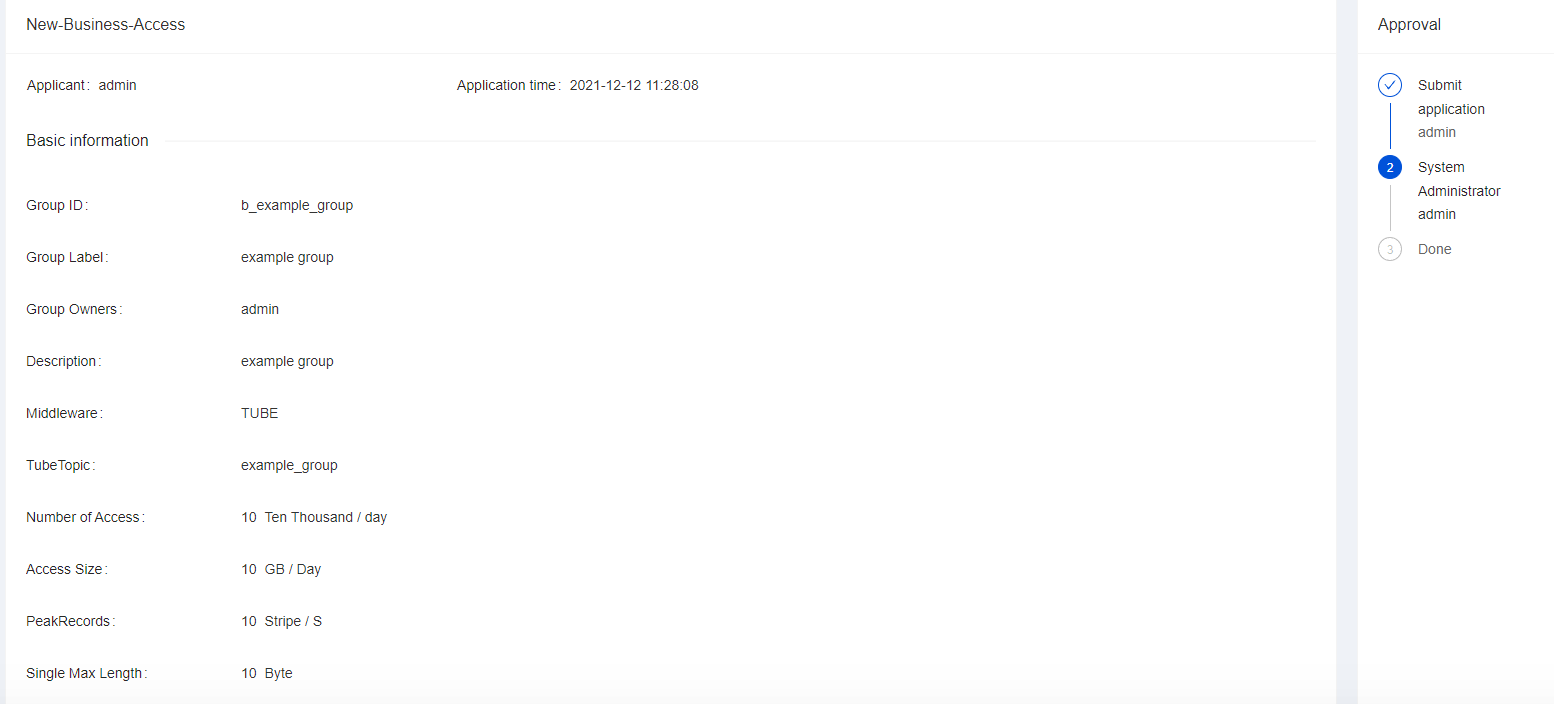 New-Business-Access
Applicant: admin
Application time: 2021-12-12 11:28:08
Basic information
Group ID: b_example_group
Group Label: example group
Group Owners: admin
Description: example group
Middleware: TUBE
TubeTopic: example_group
Number of Access: 10 Ten Thousand / day
Access Size: 10 GB / Day
PeakRecords: 10 Stripe / S
Single Max Length: 10 Byte
Approval
Submit
application
admin
2 System
Administrator
admin
3 Done